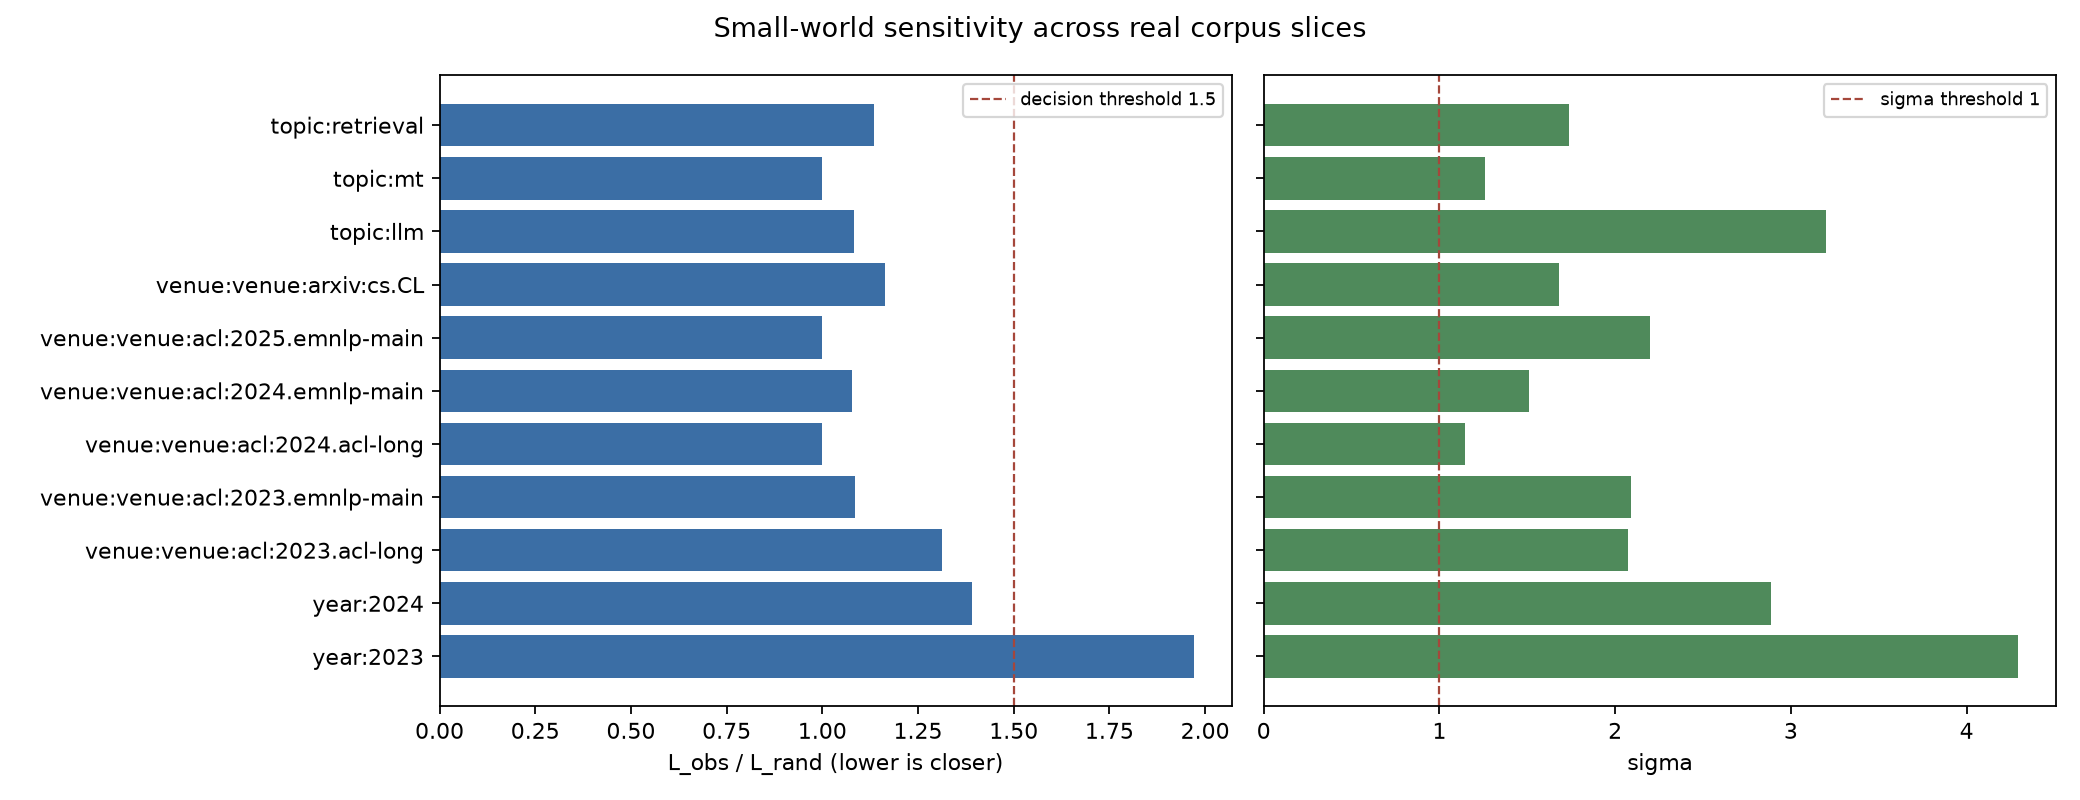 Small-world sensitivity across real corpus slices
topic:retrieval
topic:mt
topic:llm
venue:venue:arxiv:cs.CL
venue:venue:acl:2025.emnlp-main
venue:venue:acl:2024.emnlp-main
venue:venue:acl:2024.acl-long
venue:venue:acl:2023.emnlp-main
venue:venue:acl:2023.acl-long
year:2024
year:2023
decision threshold 1.5
0.00 0.25 0.50 0.75 1.00 1.25 1.50 1.75 2.00
L_obs / L_rand (lower is closer)
sigma threshold 1
0 1 2 3 4
sigma